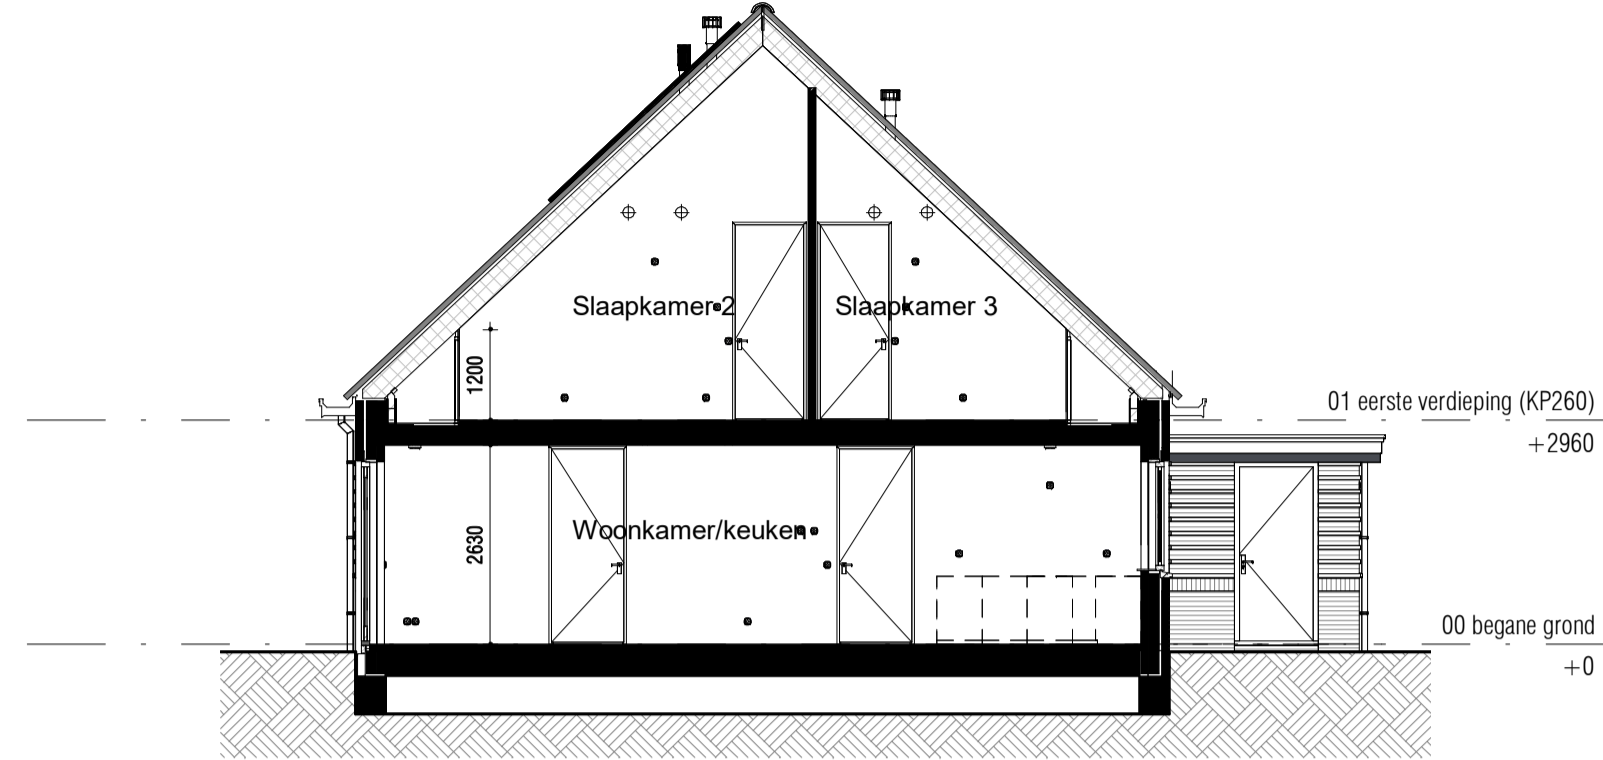 Slaapkamer 2
Slaapkamer 3
1200
01 eerste verdieping (KP260)
+2960
Woonkamer/keuken
2630
00 begane grond
+0